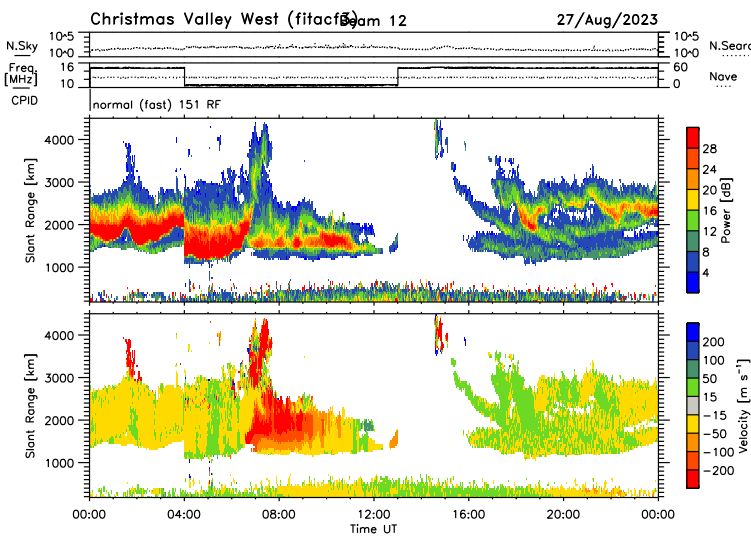 Christmas Valley West (fitacf3) Beam 12 27/Aug/2023
N.Sky 10^5 10^0 10^5 10^0 N.Searc
Freq [MHz] 16 10 60 0 Nave
CPID normal (fast) 151 RF
Slant Range [km] 4000 3000 2000 1000
Power [dB] 28 24 20 16 12 8 4
Slant Range [km] 4000 3000 2000 1000
Velocity [m s⁻¹] 200 100 50 15 −15 −50 −100 −200
00:00 04:00 08:00 12:00 16:00 20:00 00:00
Time UT